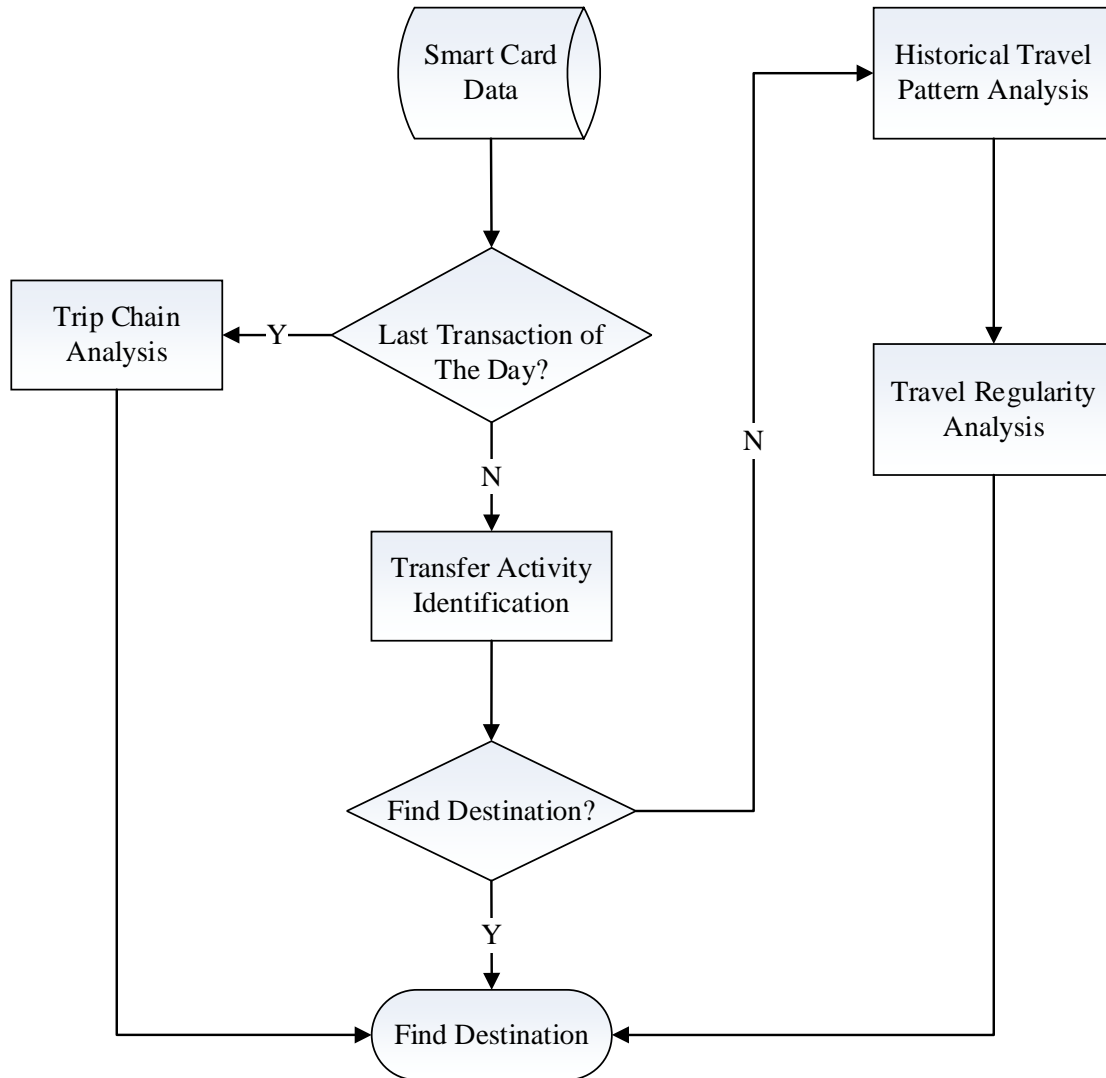 Smart Card
Data
Historical Travel
Pattern Analysis
Trip Chain
Analysis
Y
Last Transaction of
The Day?
Travel Regularity
Analysis
N
N
Transfer Activity
Identification
Find Destination?
Y
Find Destination